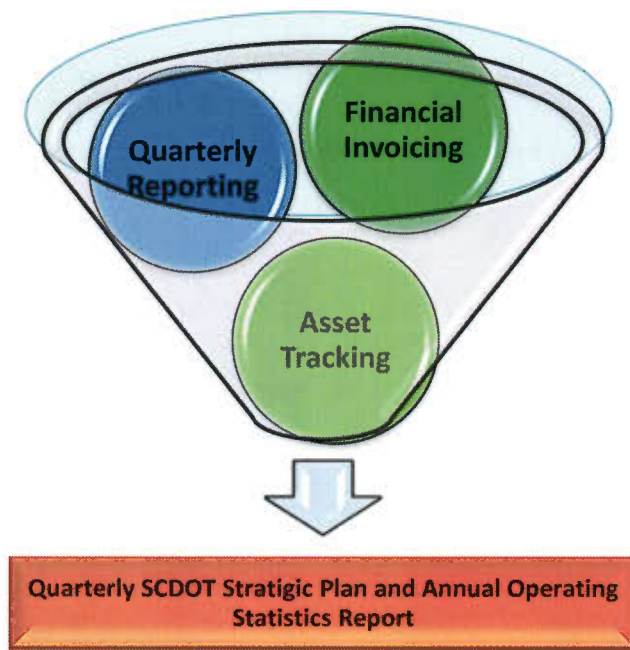 Financial
Invoicing
Quarterly
Reporting
Asset
Tracking
Quarterly SCDOT Stratigic Plan and Annual Operating
Statistics Report